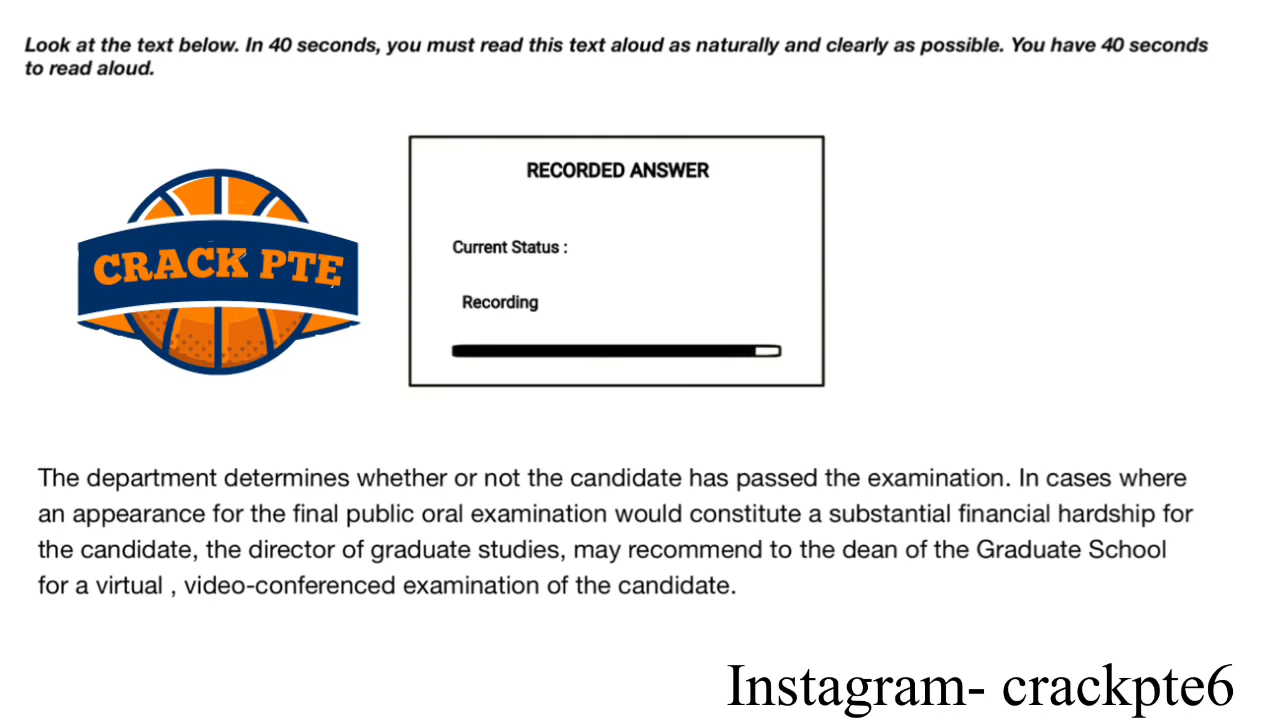 Look at the text below. In 40 seconds, you must read this text aloud as naturally and clearly as possible. You have 40 seconds
to read aloud.
RECORDED ANSWER
CRACK PTE
Current Status :
Recording
The department determines whether or not the candidate has passed the examination. In cases where
an appearance for the final public oral examination would constitute a substantial financial hardship for
the candidate, the director of graduate studies, may recommend to the dean of the Graduate School
for a virtual , video-conferenced examination of the candidate.
Instagram- crackpte6